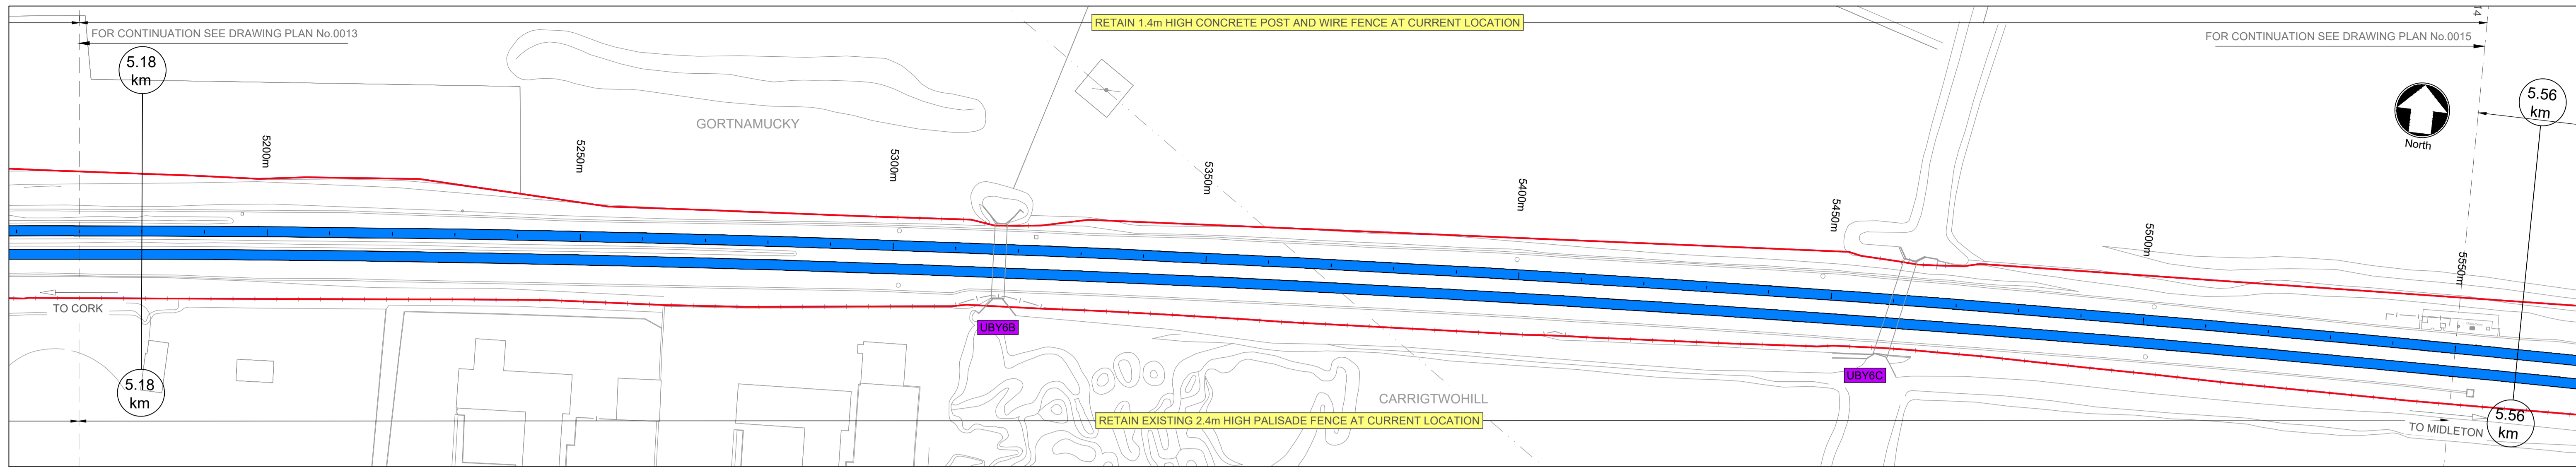 RETAIN 1.4m HIGH CONCRETE POST AND WIRE FENCE AT CURRENT LOCATION
14
FOR CONTINUATION SEE DRAWING PLAN No.0013
FOR CONTINUATION SEE DRAWING PLAN No.0015
5.18
km
5.56
km
GORTNAMUCKY
North
5200m
5250m
5300m
5350m
5400m
5450m
5500m
5550m
TO CORK
UBY6B
UBY6C
5.18
km
CARRIGTWOHILL
RETAIN EXISTING 2.4m HIGH PALISADE FENCE AT CURRENT LOCATION
TO MIDLETON
5.56
km